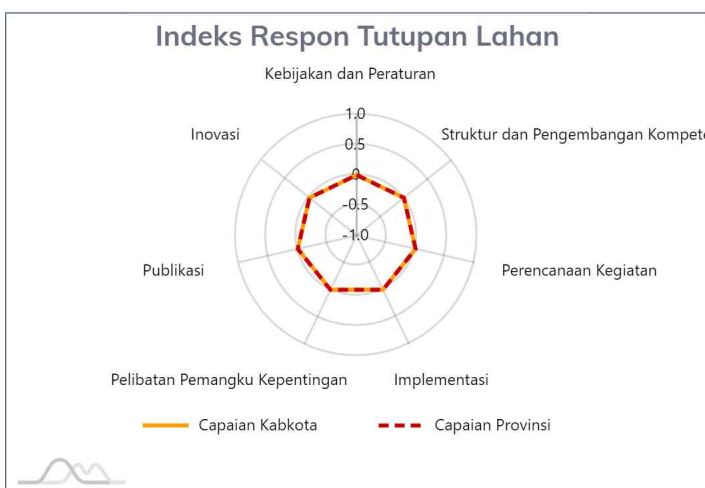 Indeks Respon Tutupan Lahan
Kebijakan dan Peraturan
1.0
Inovasi
Struktur dan Pengembangan Kompete
0.5
0
-0.5
-1.0
Publikasi
Perencanaan Kegiatan
Pelibatan Pemangku Kepentingan
Implementasi
Capaian Kabkota
Capaian Provinsi